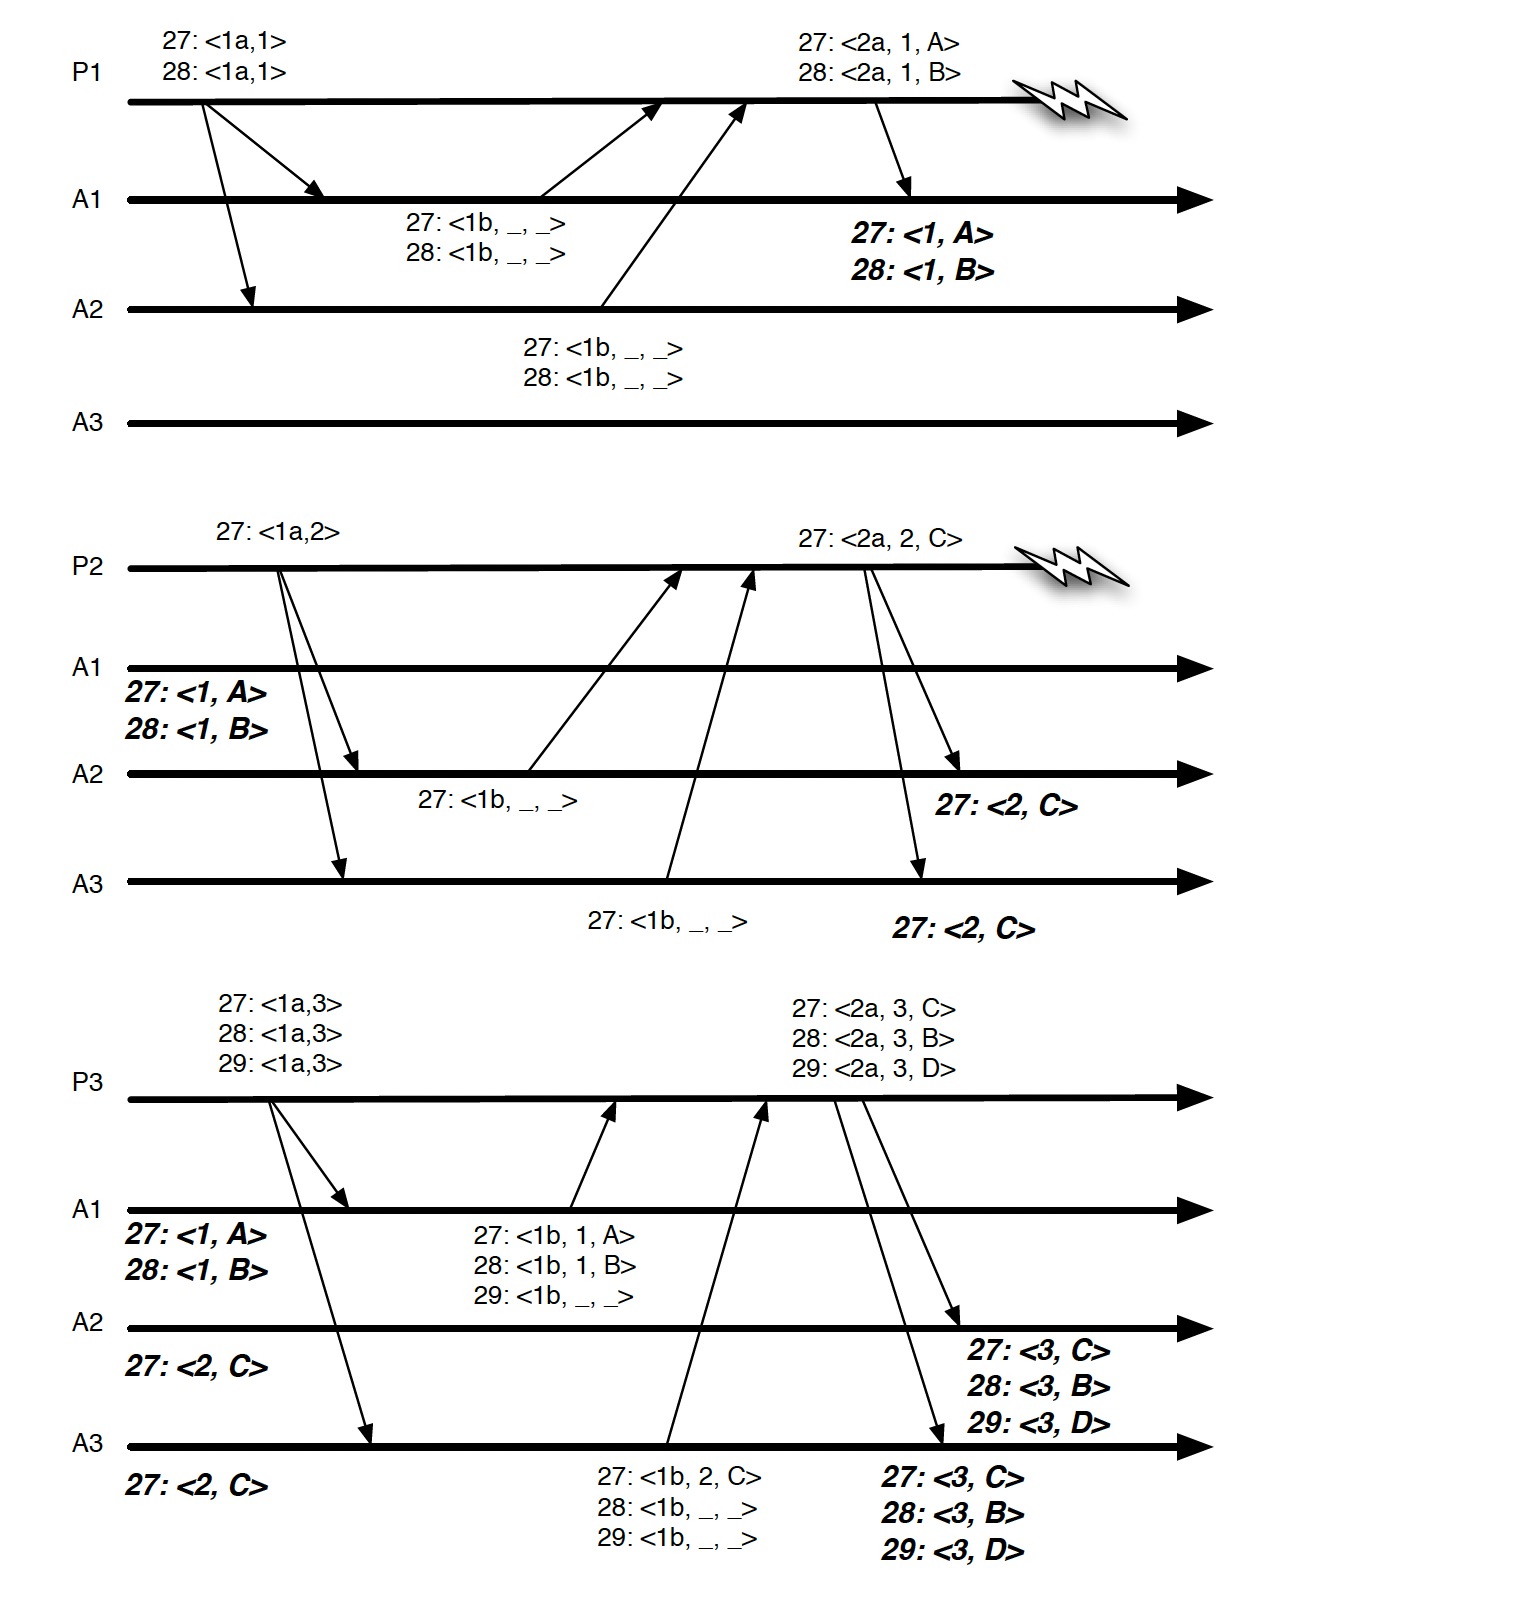 27: <1a,1>
28: <1a,1>
27: <2a, 1, A>
28: <2a, 1, B>
P1
A1
27: <1b, _, _>
28: <1b, _, _>
27: <1, A>
28: <1, B>
A2
27: <1b, _, _>
28: <1b, _, _>
A3
27: <1a,2>
27: <2a, 2, C>
P2
A1
27: <1, A>
28: <1, B>
A2
27: <1b, _, _>
27: <2, C>
A3
27: <1b, _, _>
27: <2, C>
27: <1a,3>
28: <1a,3>
29: <1a,3>
27: <2a, 3, C>
28: <2a, 3, B>
29: <2a, 3, D>
P3
A1
27: <1, A>
28: <1, B>
27: <1b, 1, A>
28: <1b, 1, B>
29: <1b, _, _>
A2
27: <2, C>
27: <3, C>
28: <3, B>
29: <3, D>
A3
27: <2, C>
27: <1b, 2, C>
28: <1b, _, _>
29: <1b, _, _>
27: <3, C>
28: <3, B>
29: <3, D>